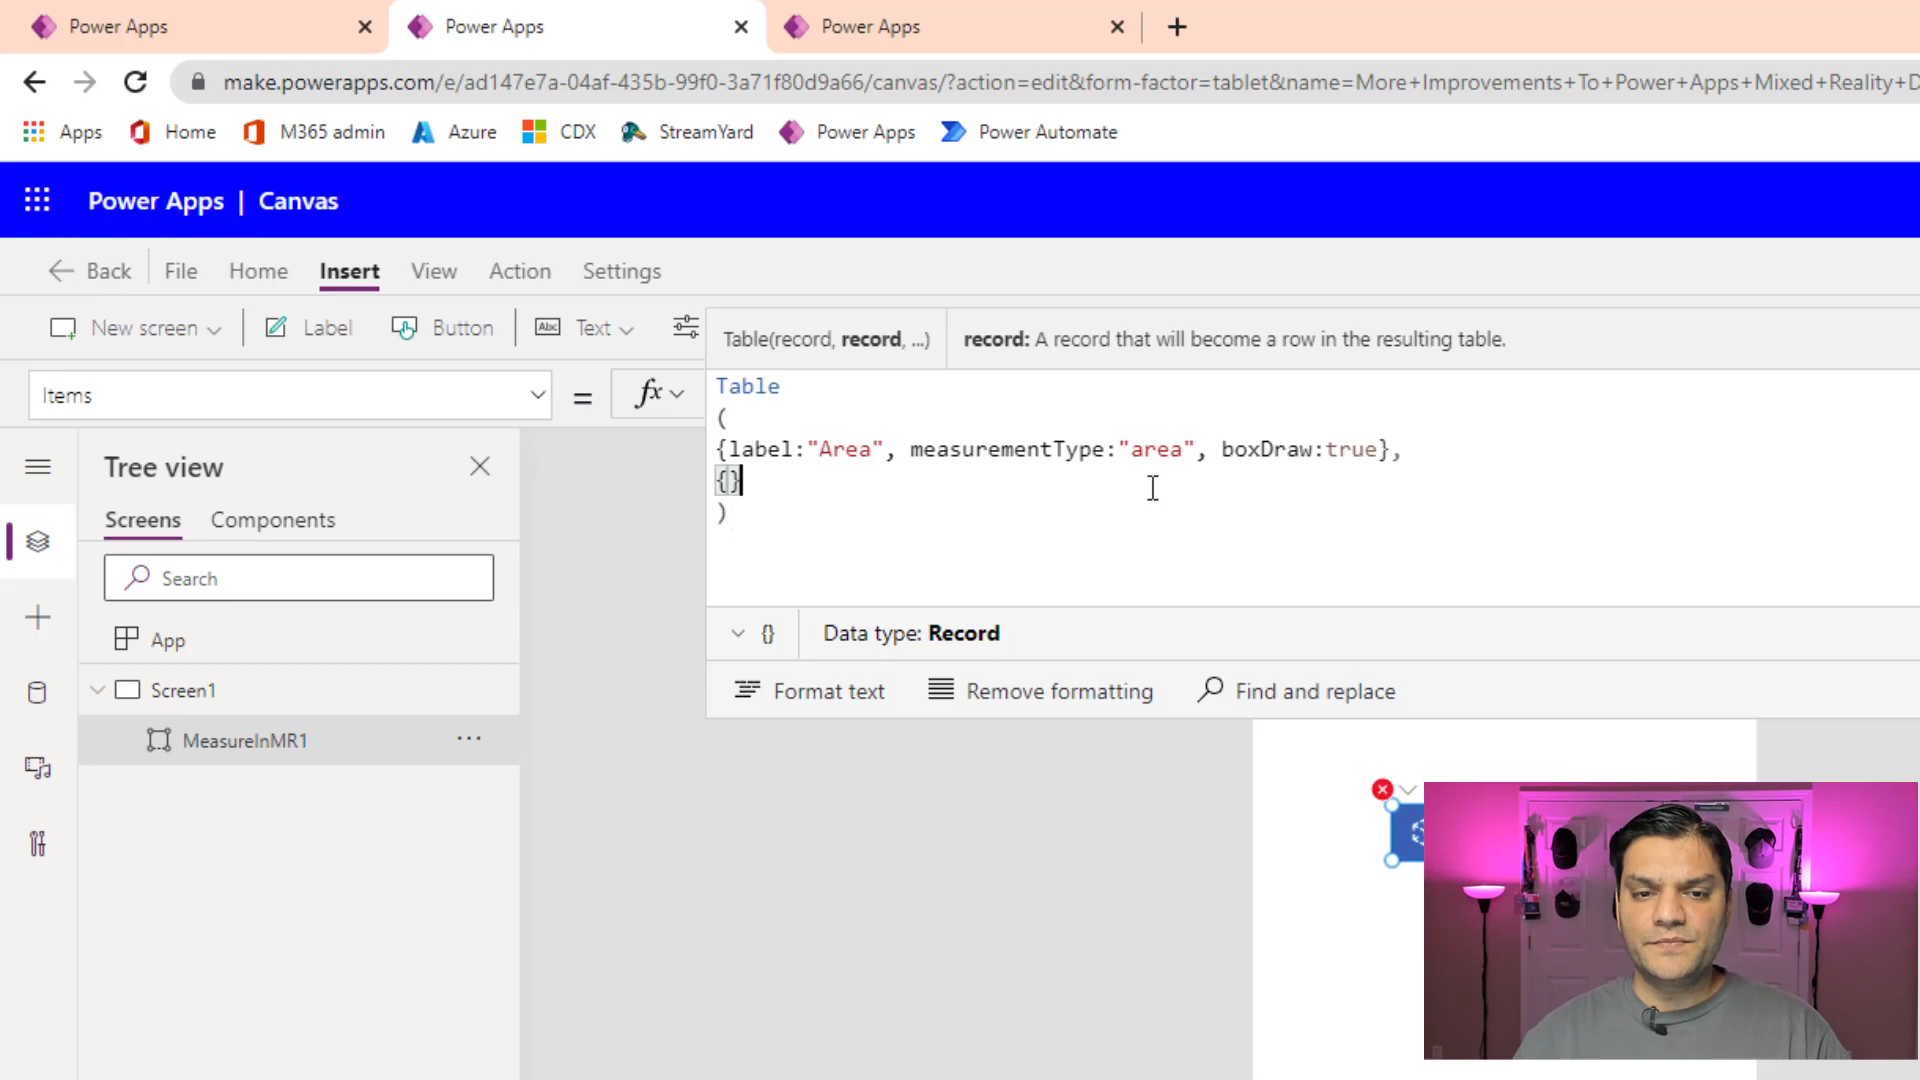 Power Apps
Power Apps
Power Apps
make.powerapps.com/e/ad147e7a-04af-435b-99f0-3a71f80d9a66/canvas/?action=edit&form-factor=tablet&name=More+Improvements+To+Power+Apps+Mixed+Reality+D
Apps Home M365 admin Azure CDX StreamYard Power Apps Power Automate
Power Apps | Canvas
Back File Home Insert View Action Settings
New screen Label Button Abc Text
Table(record, record, ...) record: A record that will become a row in the resulting table.
Items = fx
Table
(
{label:"Area", measurementType:"area", boxDraw:true},
{}
)
Tree view
Screens Components
Search
App
Screen1
MeasureInMR1 ...
{} Data type: Record
Format text Remove formatting Find and replace